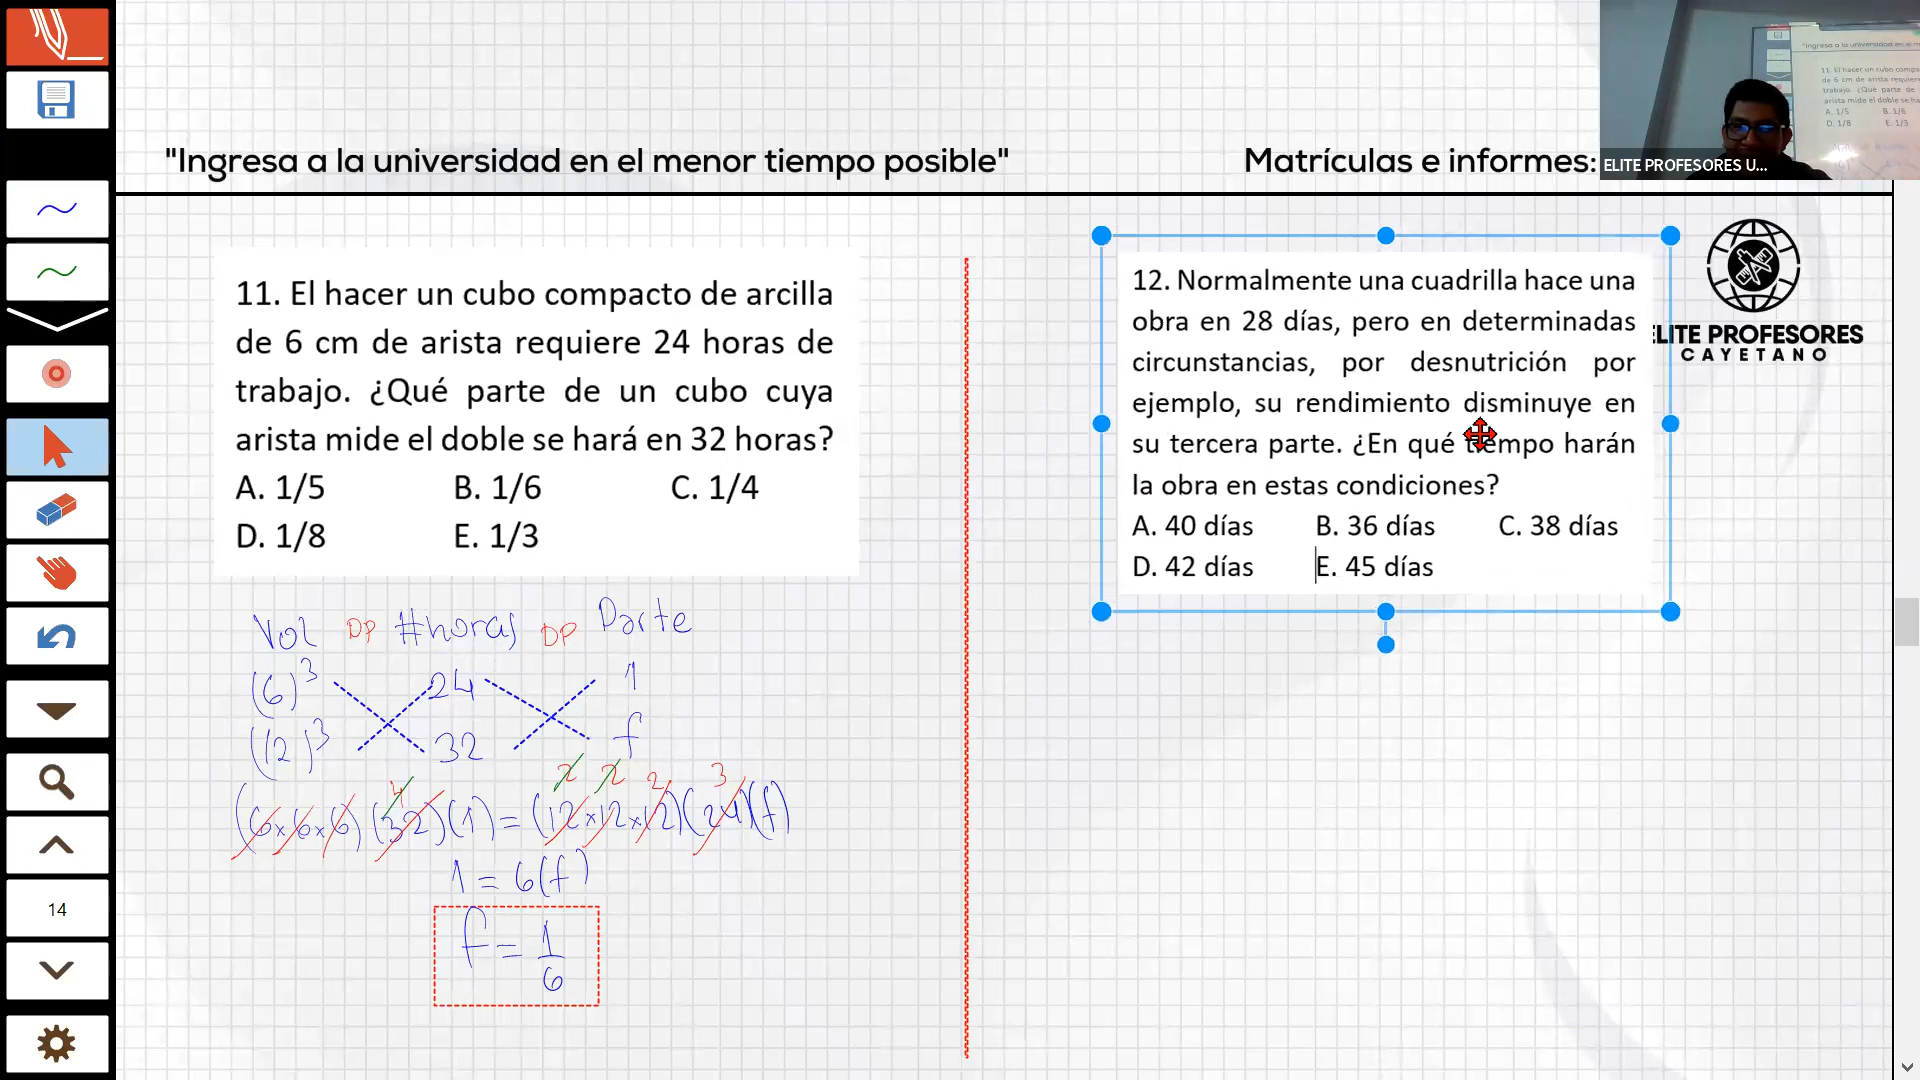 "Ingresa a la universidad en el menor tiempo posible"
Matrículas e informes:
ELITE PROFESORES U...
11. El hacer un cubo compacto de arcilla
de 6 cm de arista requiere 24 horas de
trabajo. ¿Qué parte de un cubo cuya
arista mide el doble se hará en 32 horas?
A. 1/5 B. 1/6 C. 1/4
D. 1/8 E. 1/3
Vol DP #horas DP Parte
(6)³ 24 1
(12)³ 32 f
4 2 2 2 3
(6x6x6)(32)(1) = (12x12x12)(24)(f)
1 = 6(f)
f = 1/6
12. Normalmente una cuadrilla hace una
obra en 28 días, pero en determinadas
circunstancias, por desnutrición por
ejemplo, su rendimiento disminuye en
su tercera parte. ¿En qué tiempo harán
la obra en estas condiciones?
A. 40 días B. 36 días C. 38 días
D. 42 días E. 45 días
ELITE PROFESORES
CAYETANO
14